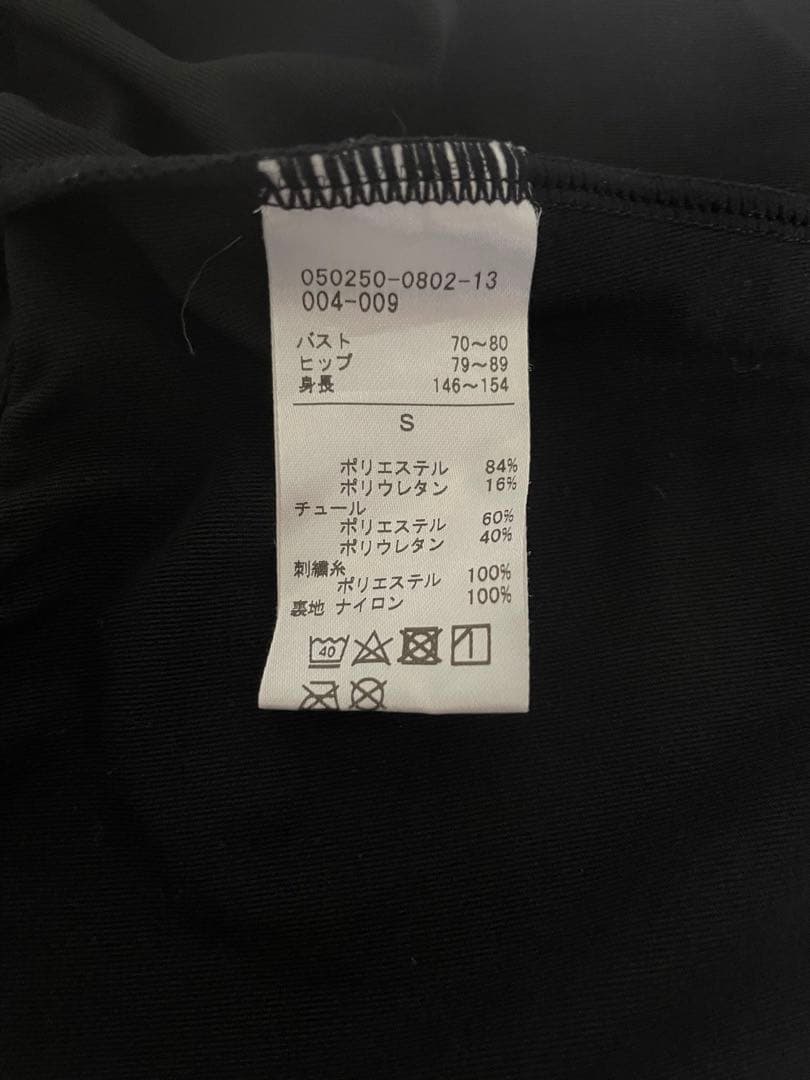 050250-0802-13
004-009
バスト 70～80
ヒップ 79～89
身長 146～154
S
ポリエステル 84%
ポリウレタン 16%
チュール
ポリエステル 60%
ポリウレタン 40%
刺繍糸
ポリエステル 100%
裏地 ナイロン 100%
40